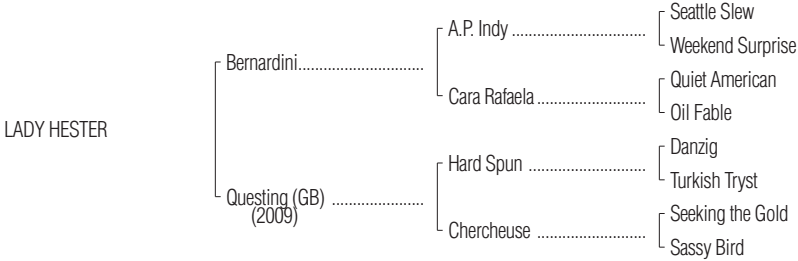 Seattle Slew
A.P. Indy ................................
Weekend Surprise
Bernardini..............................
Quiet American
Cara Rafaela ..........................
Oil Fable
LADY HESTER
Danzig
Hard Spun ............................
Turkish Tryst
Questing (GB) ......................
(2009)
Seeking the Gold
Chercheuse ..........................
Sassy Bird